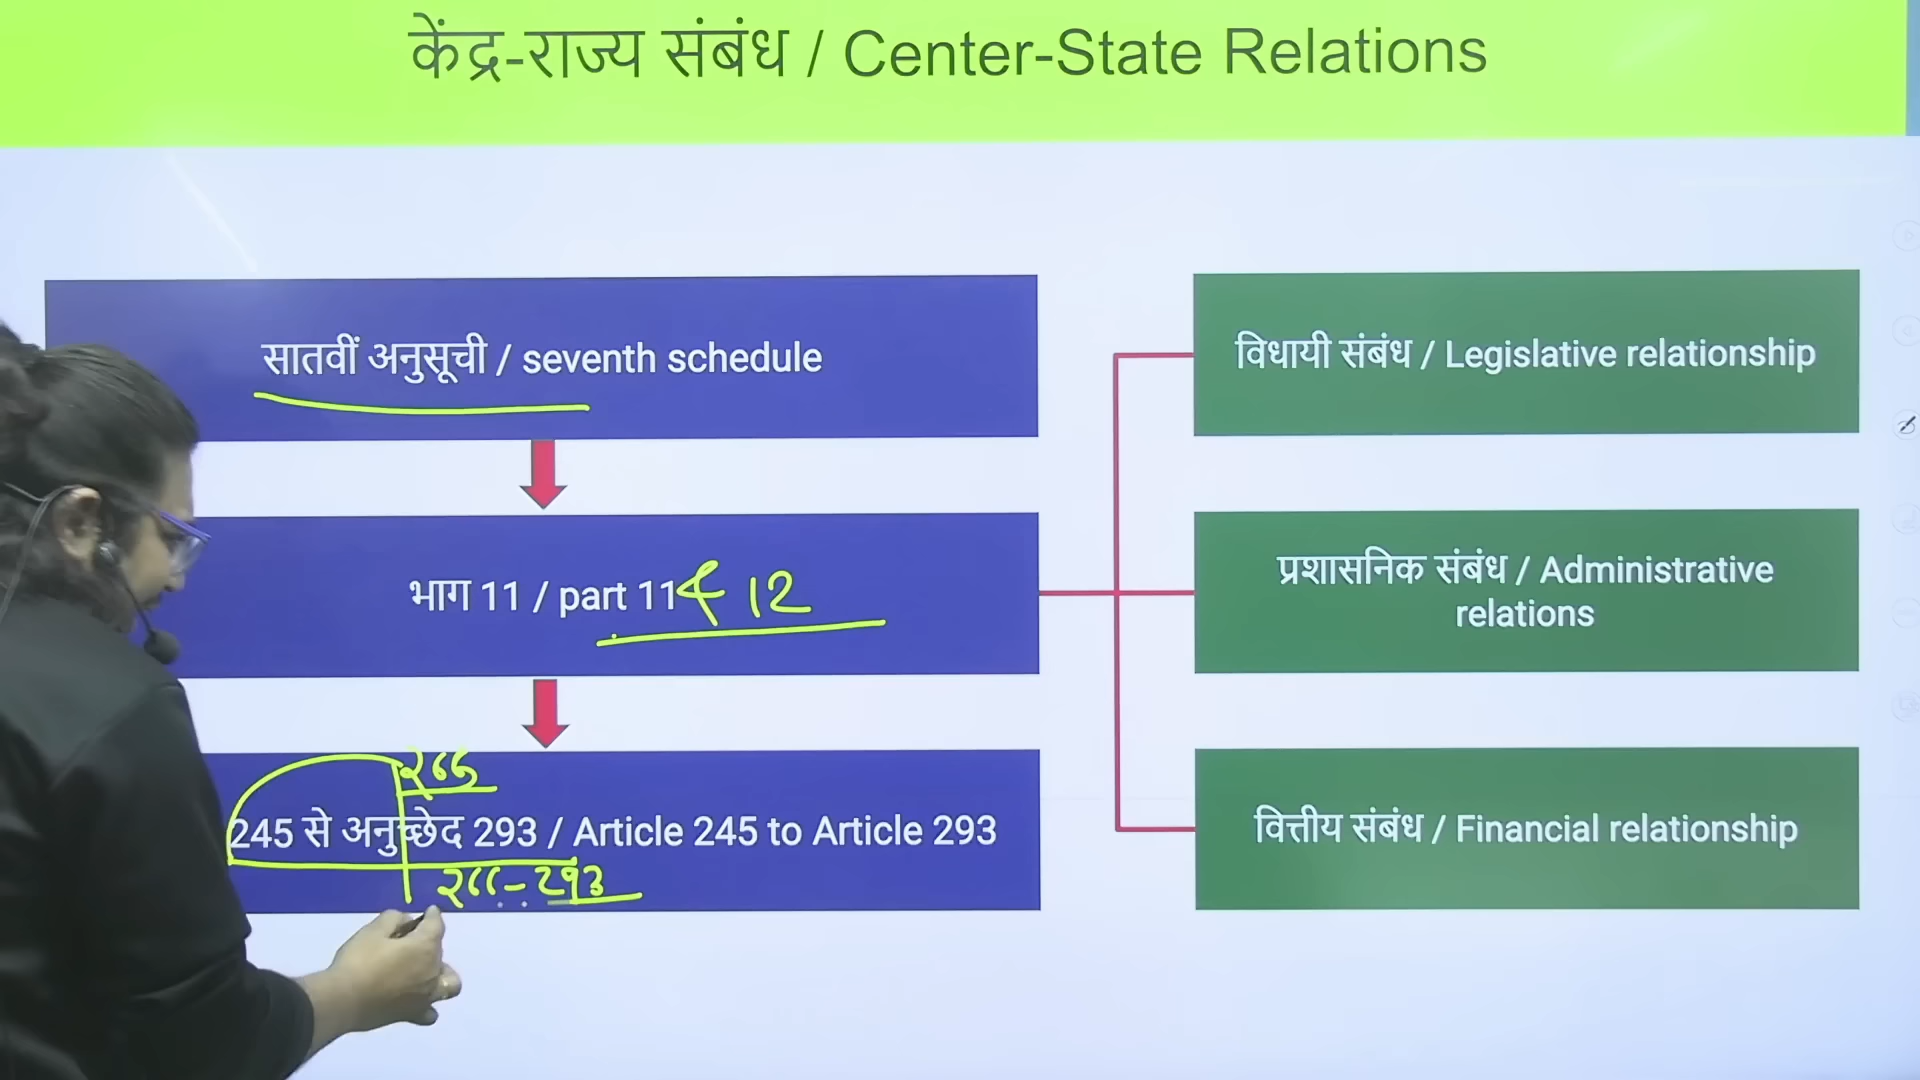 केंद्र-राज्य संबंध / Center-State Relations
सातवीं अनुसूची / seventh schedule
भाग 11 / part 11 & 12
245 से अनुच्छेद 293 / Article 245 to Article 293
विधायी संबंध / Legislative relationship
प्रशासनिक संबंध / Administrative
relations
वित्तीय संबंध / Financial relationship